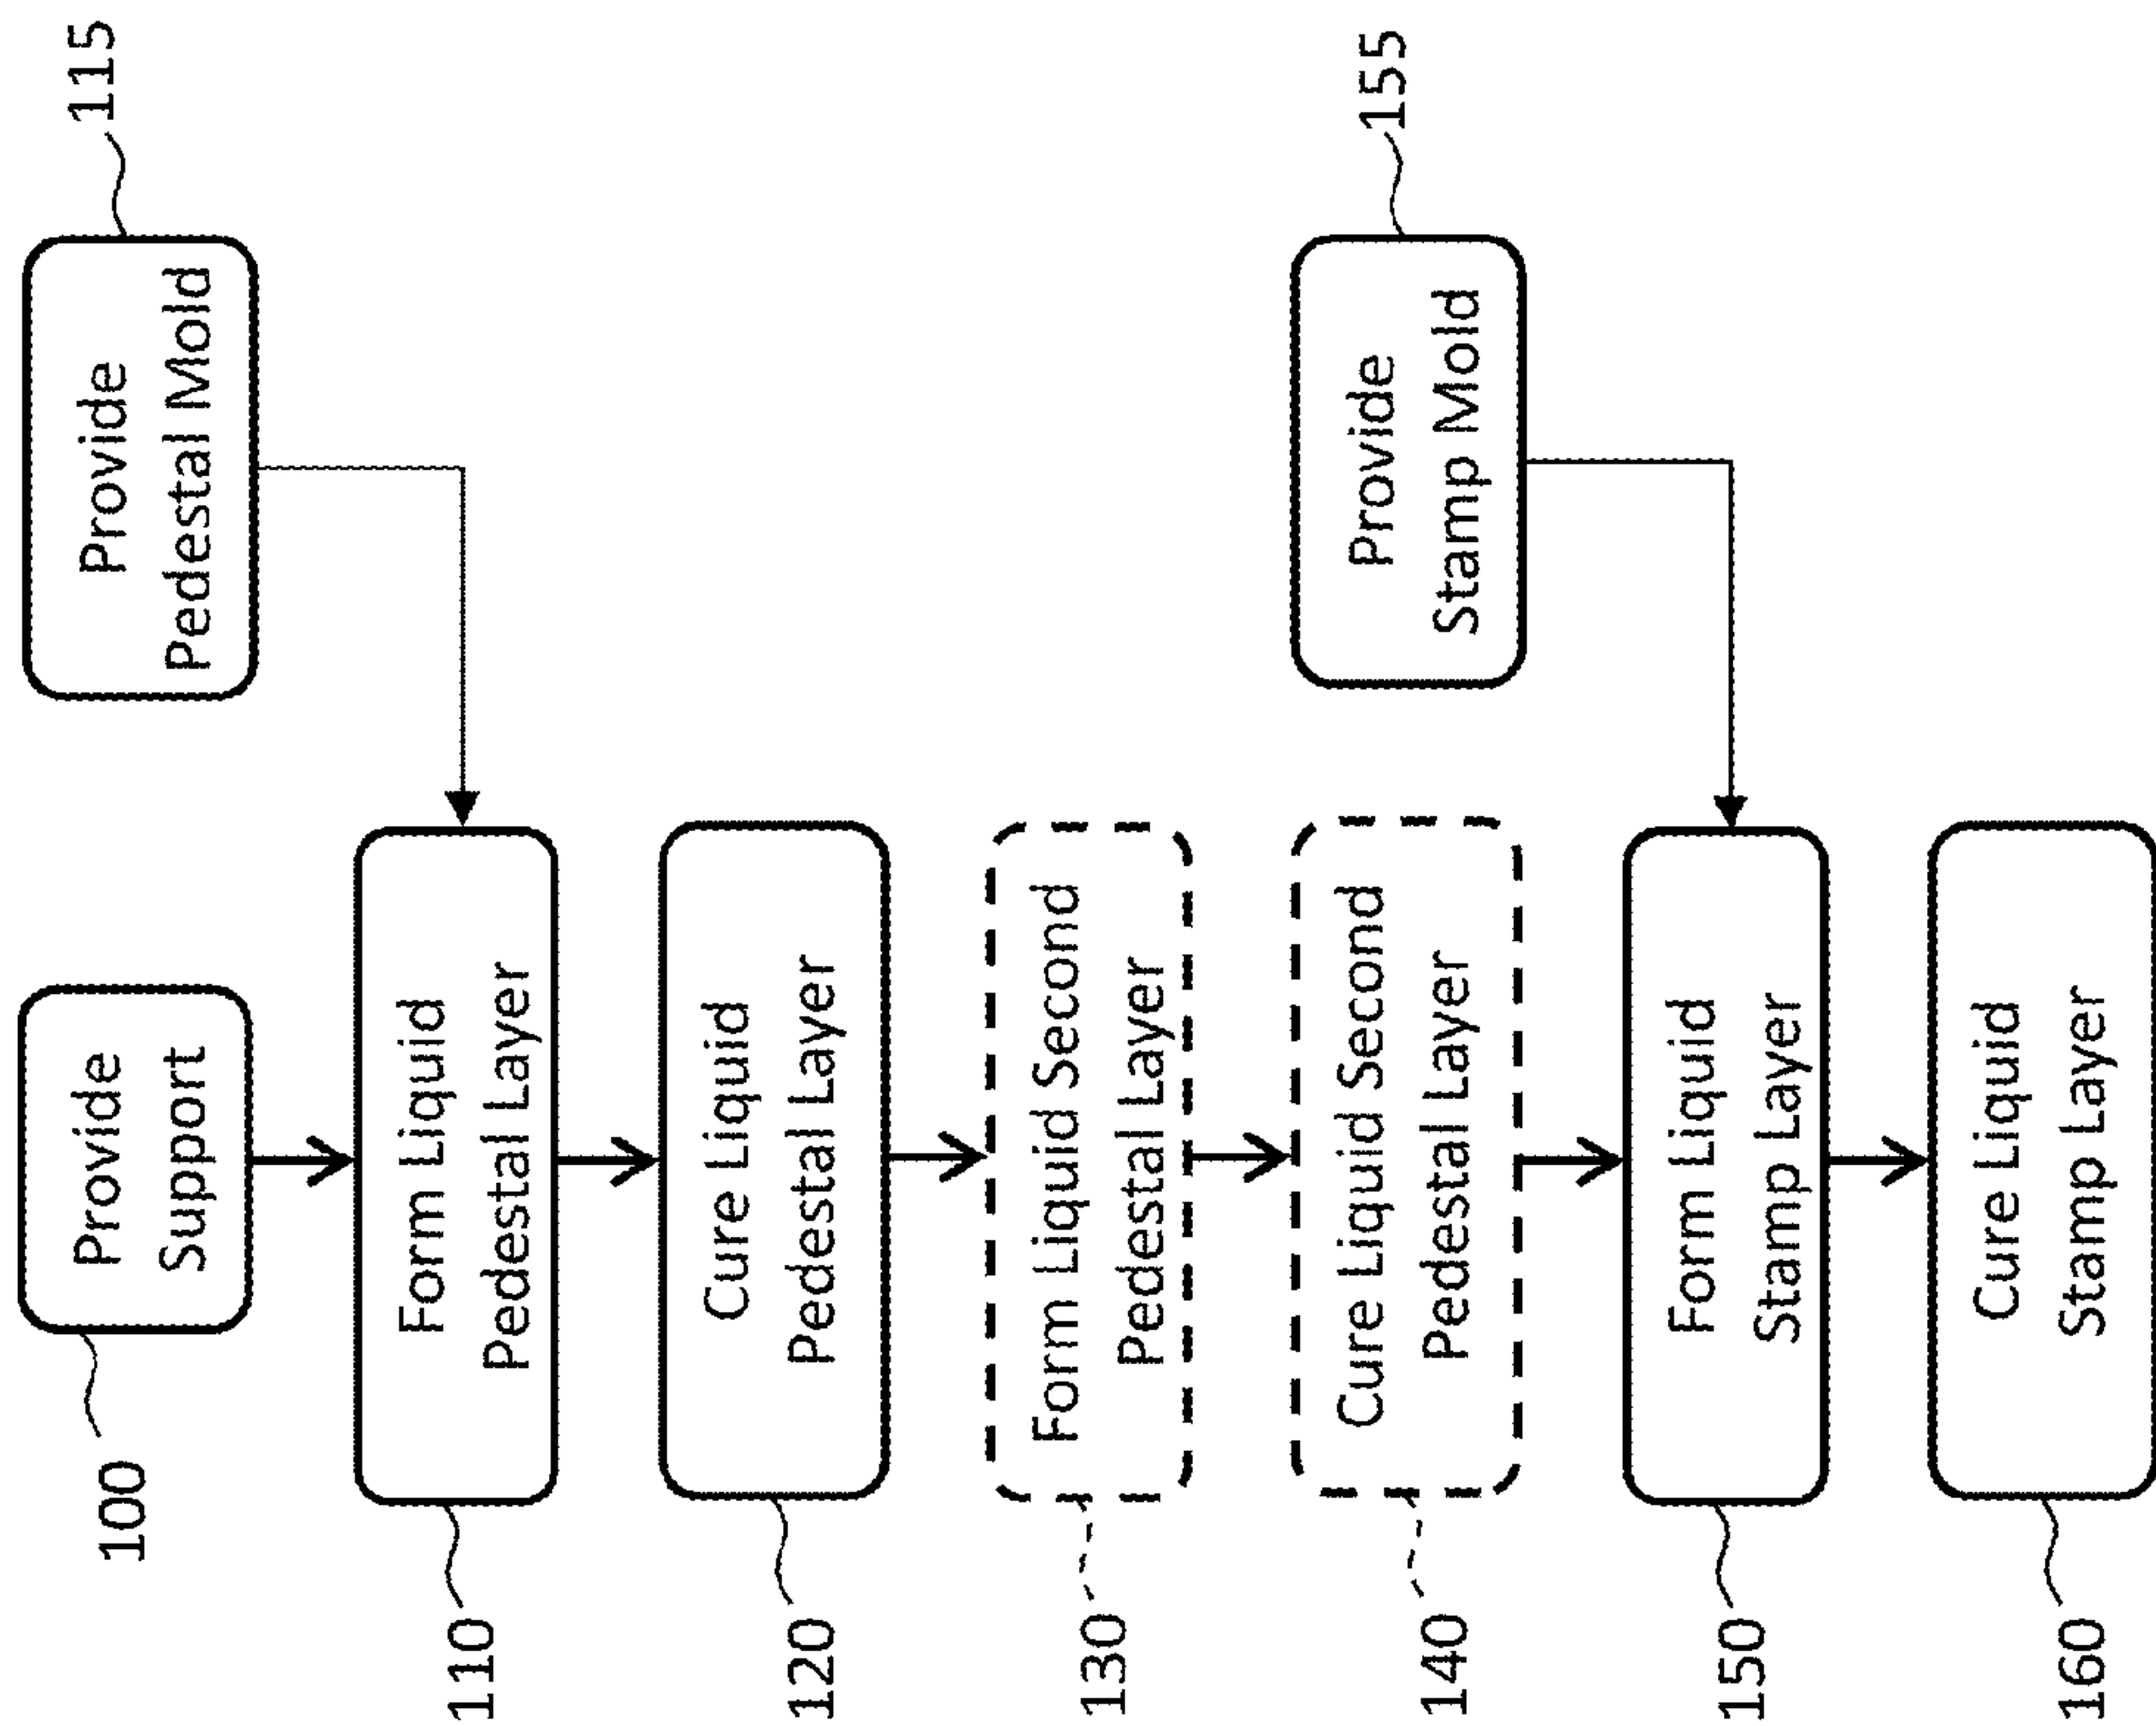 115
Provide
Pedestal Mold
100
Provide
Support
110
Form Liquid
Pedestal Layer
120
Cure Liquid
Pedestal Layer
130
Form Liquid Second
Pedestal Layer
140
Cure Liquid Second
Pedestal Layer
155
Provide
Stamp Mold
150
Form Liquid
Stamp Layer
160
Cure Liquid
Stamp Layer